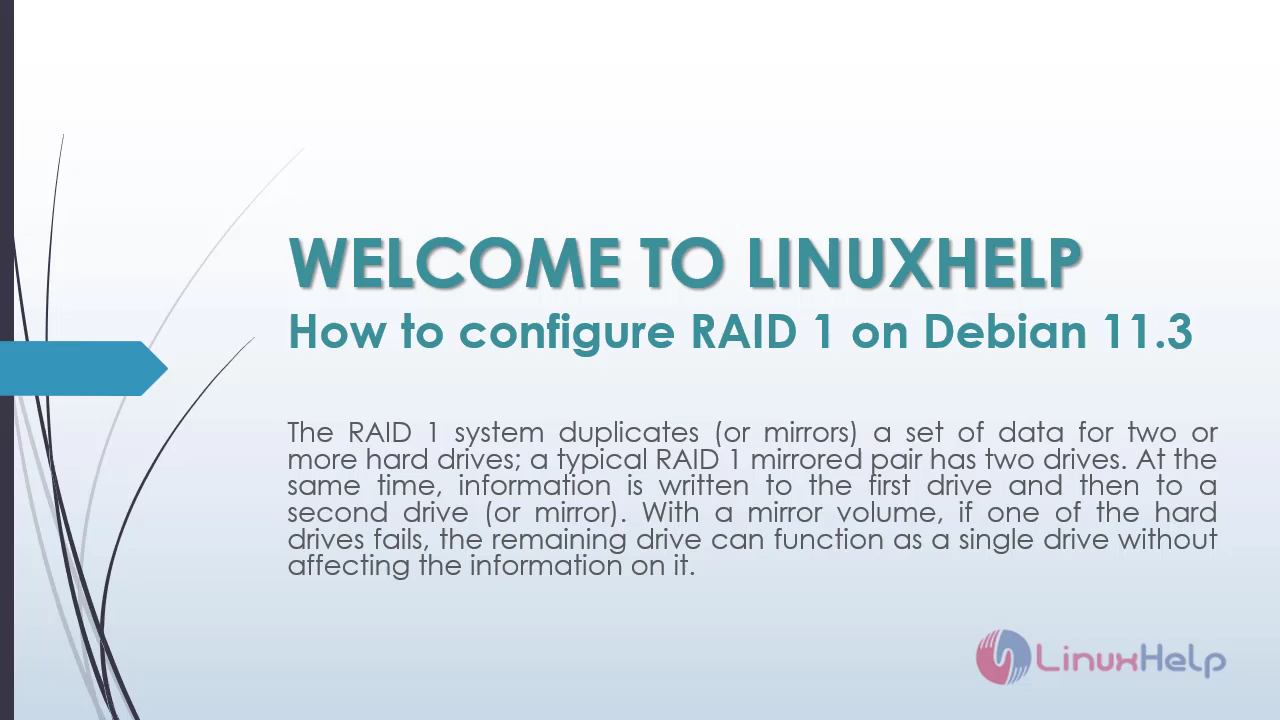 WELCOME TO LINUXHELP
How to configure RAID 1 on Debian 11.3
The RAID 1 system duplicates (or mirrors) a set of data for two or
more hard drives; a typical RAID 1 mirrored pair has two drives. At the
same time, information is written to the first drive and then to a
second drive (or mirror). With a mirror volume, if one of the hard
drives fails, the remaining drive can function as a single drive without
affecting the information on it.
LinuxHelp